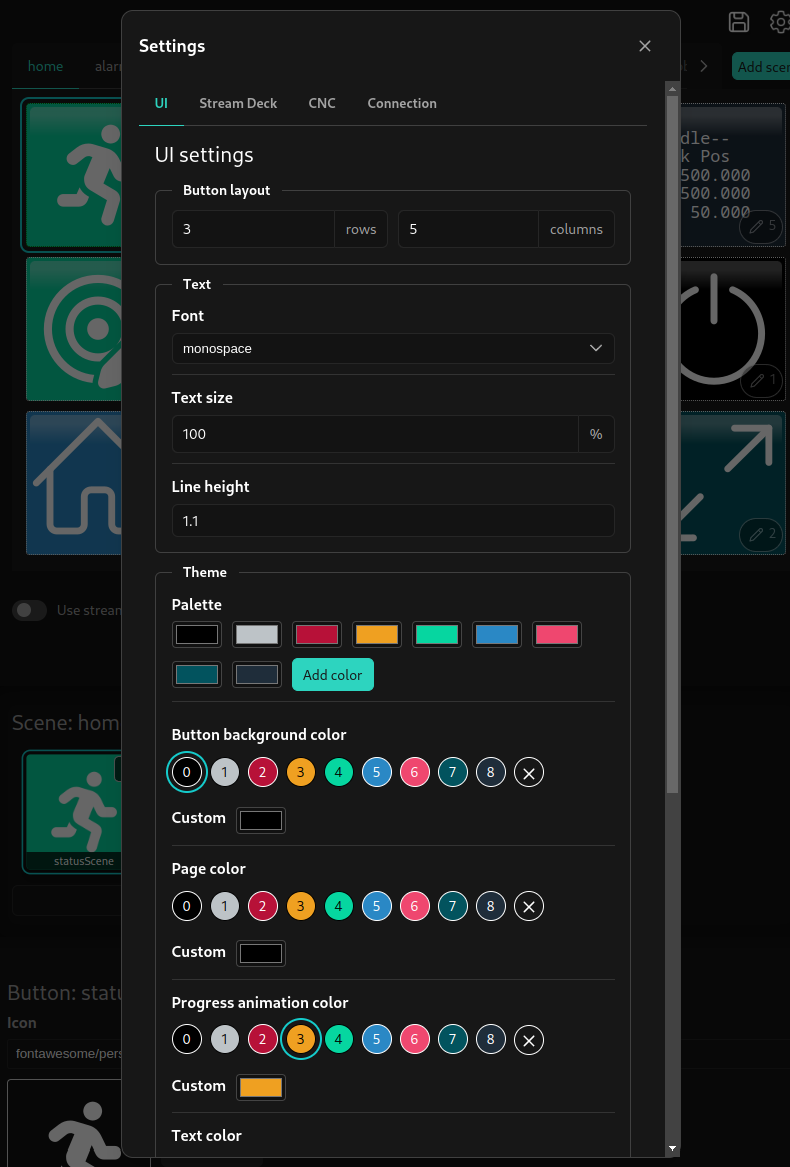 Settings
home
alar
Add scen
UI Stream Deck CNC Connection
UI settings
Button layout
3 rows 5 columns
Text
Font
monospace
Text size
100 %
Line height
1.1
Theme
Palette
Add color
Button background color
0 1 2 3 4 5 6 7 8
Custom
Page color
0 1 2 3 4 5 6 7 8
Custom
Progress animation color
0 1 2 3 4 5 6 7 8
Custom
Text color
dle--
k Pos
500.000
500.000
50.000
5
1
2
Use strean
Scene: hom
statusScene
Button: statu
Icon
fontawesome/pers